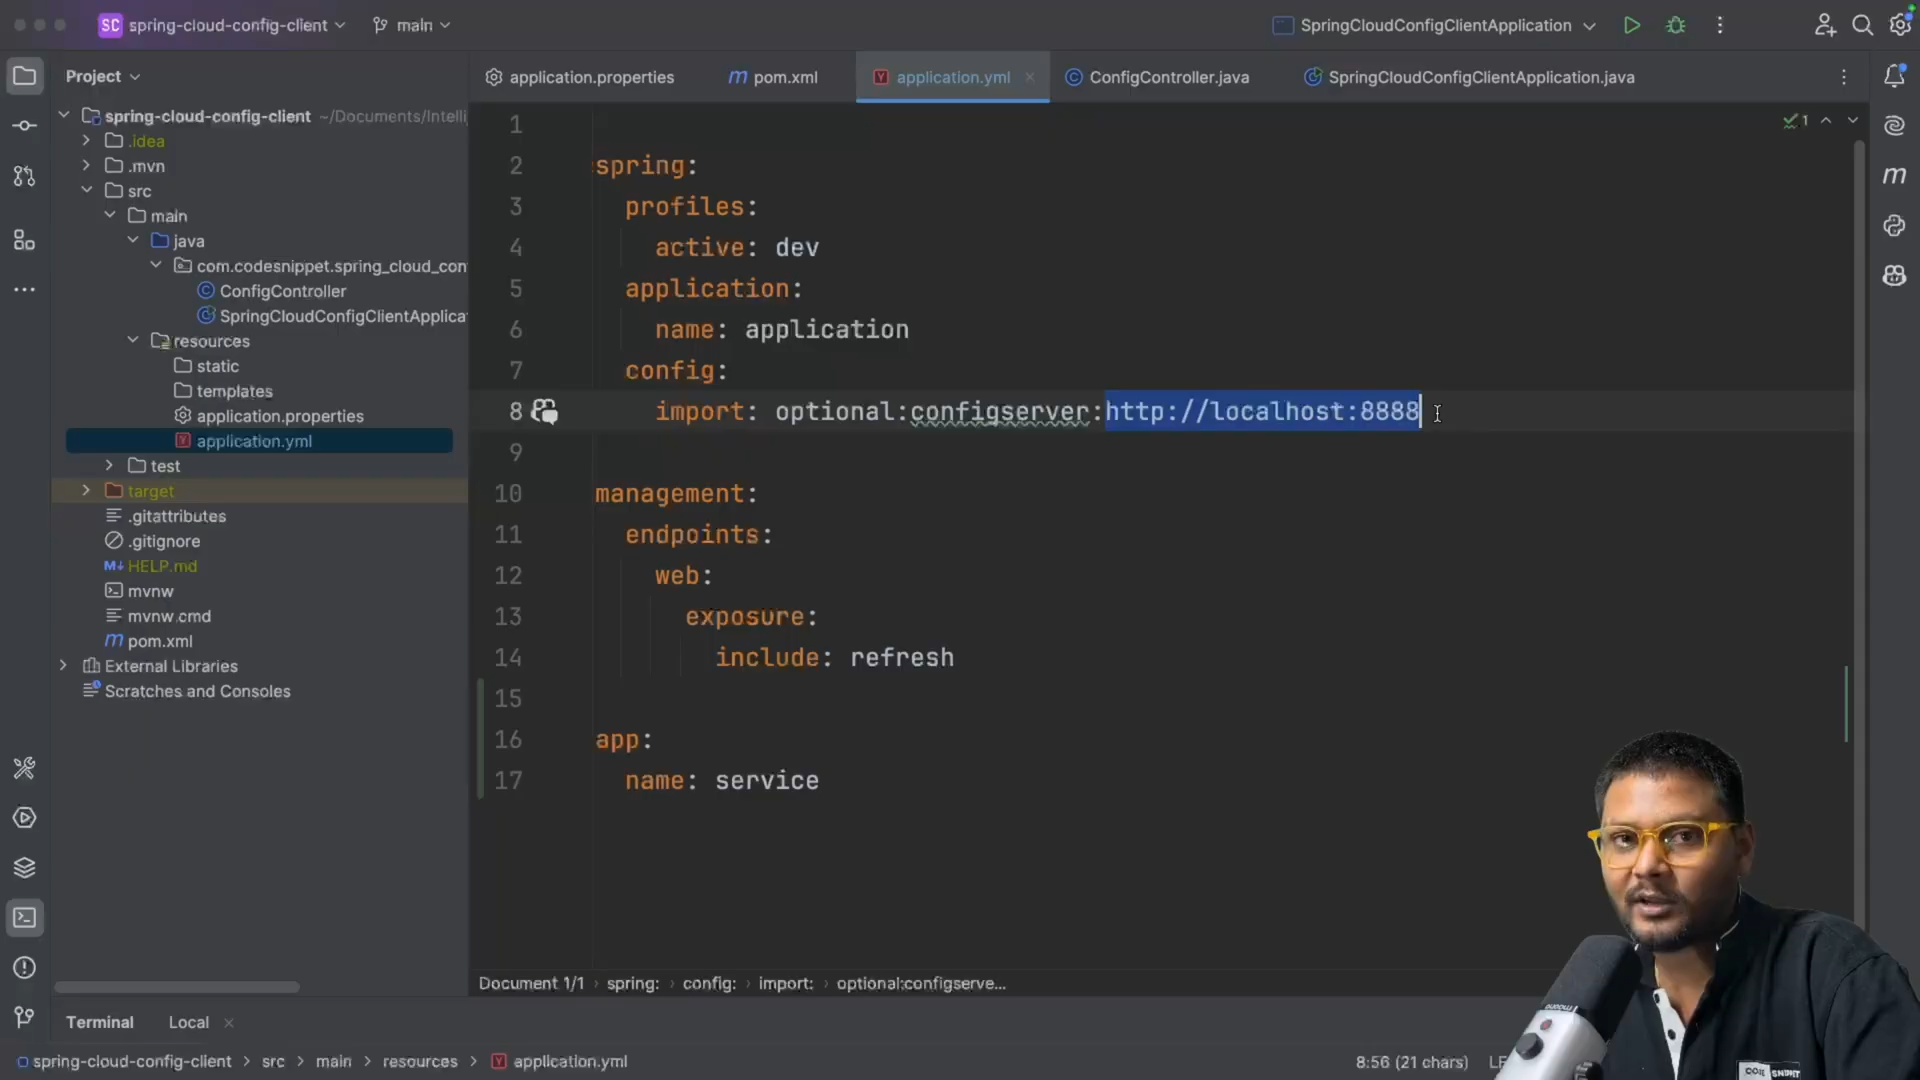 SC spring-cloud-config-client main SpringCloudConfigClientApplication
Project
application.properties pom.xml application.yml ConfigController.java SpringCloudConfigClientApplication.java
spring-cloud-config-client ~/Documents/Intelli
.idea
.mvn
src
main
java
com.codesnippet.spring_cloud_con
ConfigController
SpringCloudConfigClientApplica
resources
static
templates
application.properties
application.yml
test
target
.gitattributes
.gitignore
M↓ HELP.md
mvnw
mvnw.cmd
pom.xml
External Libraries
Scratches and Consoles
1
1
2 spring:
3 profiles:
4 active: dev
5 application:
6 name: application
7 config:
8 import: optional:configserver:http://localhost:8888
9
10 management:
11 endpoints:
12 web:
13 exposure:
14 include: refresh
15
16 app:
17 name: service
Document 1/1 › spring: › config: › import: › optional:configserve...
Terminal Local
spring-cloud-config-client > src > main > resources > application.yml
8:56 (21 chars)